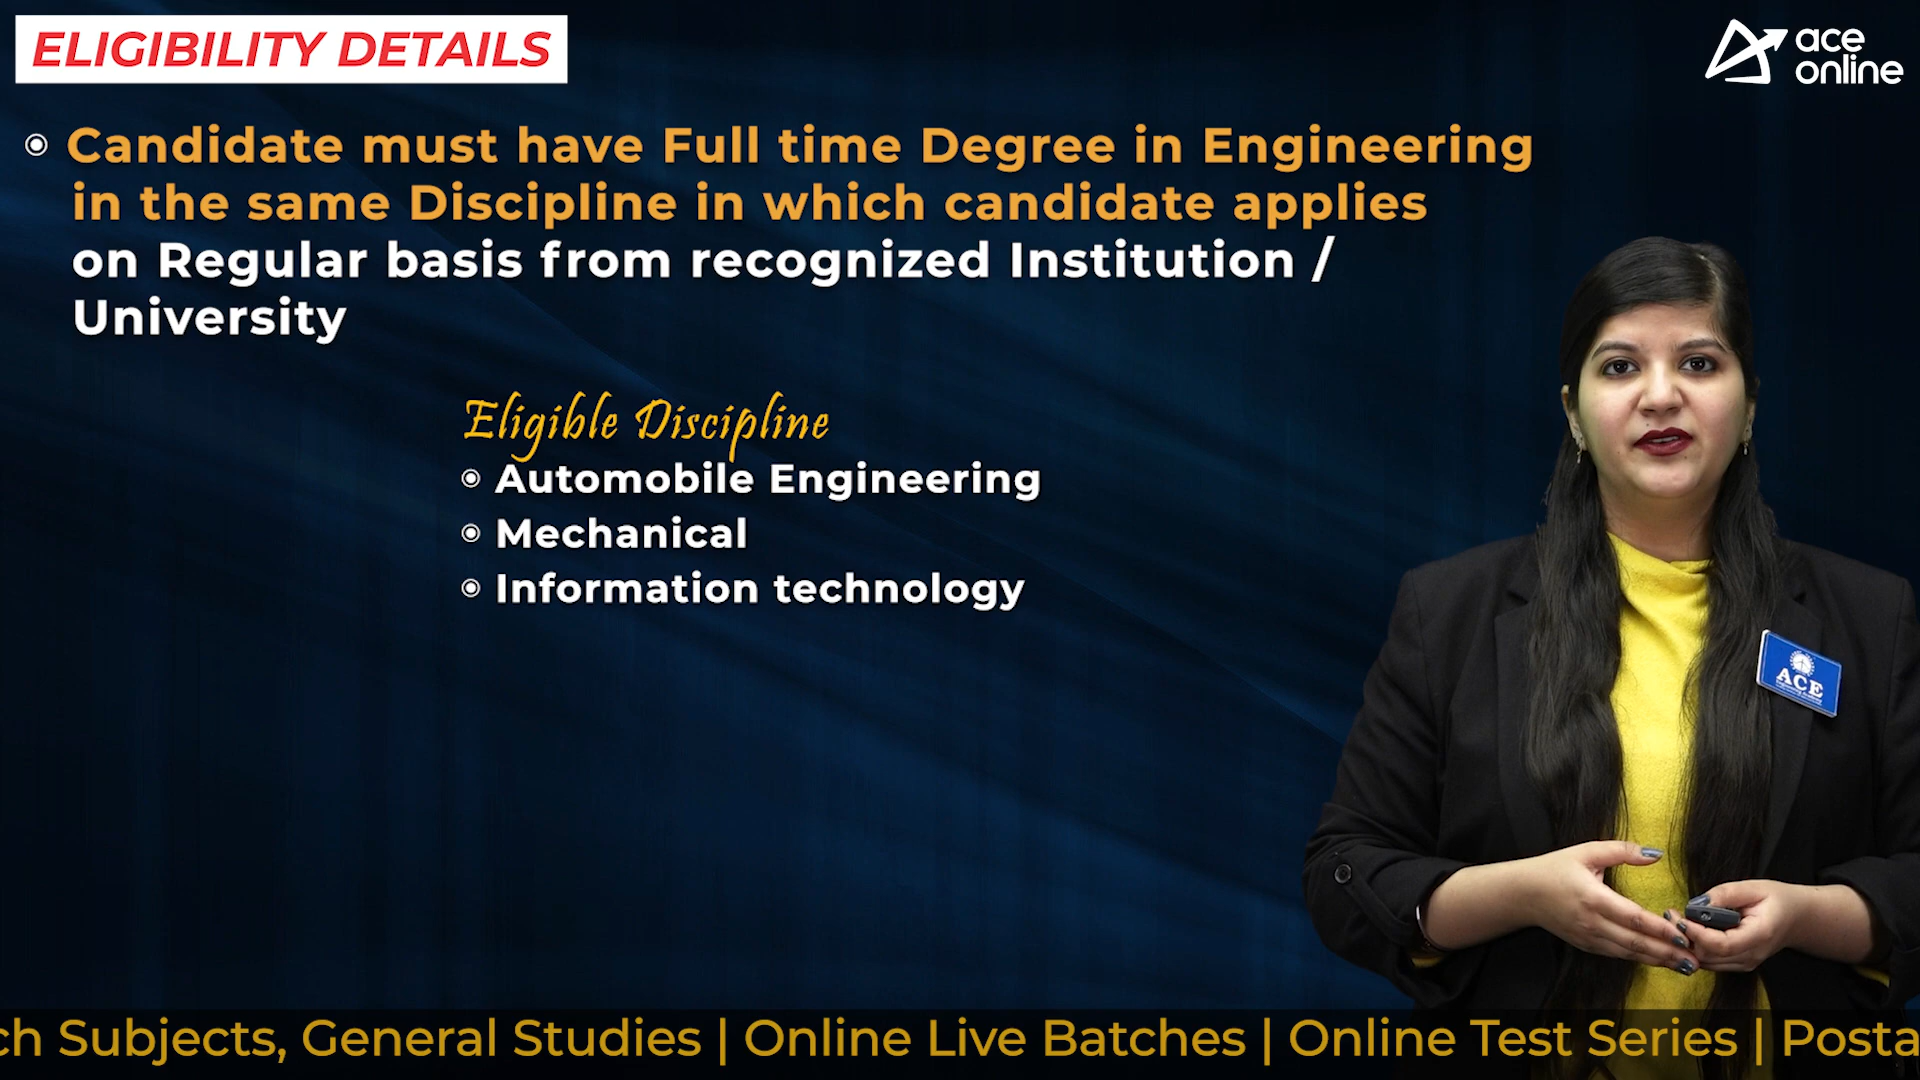 ELIGIBILITY DETAILS
ace
online
Candidate must have Full time Degree in Engineering
in the same Discipline in which candidate applies
on Regular basis from recognized Institution /
University
Eligible Discipline
Automobile Engineering
Mechanical
Information technology
ACE
ch Subjects, General Studies | Online Live Batches | Online Test Series | Posta